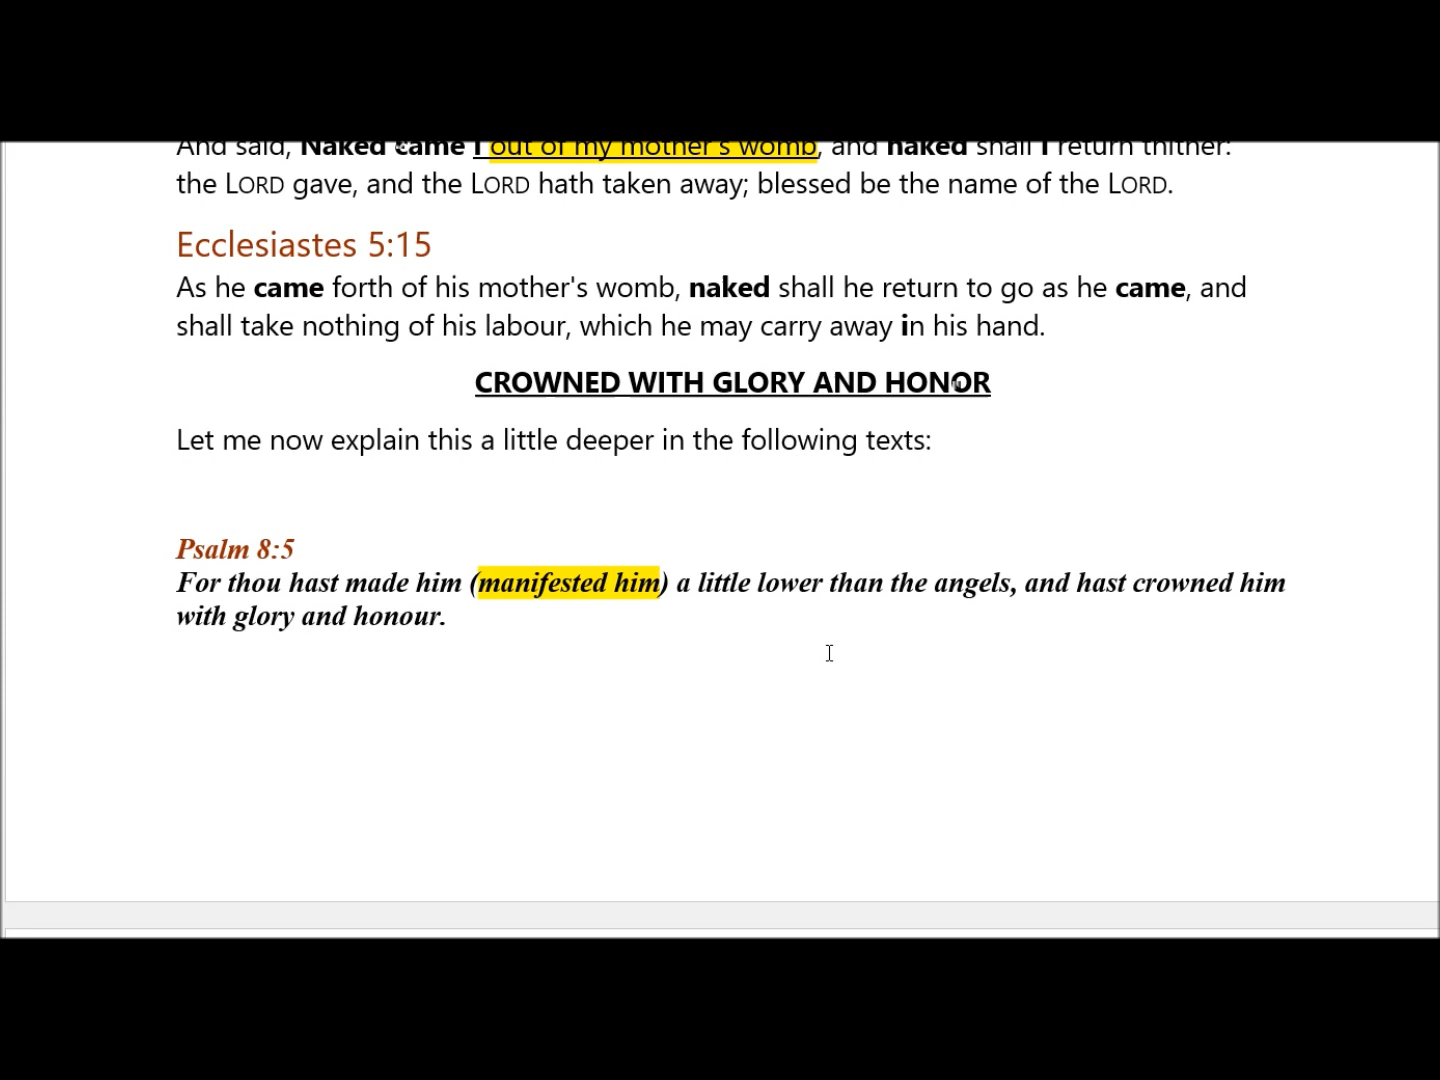 And said, Naked came I out of my mother's womb, and naked shall I return thither:
the LORD gave, and the LORD hath taken away; blessed be the name of the LORD.
Ecclesiastes 5:15
As he came forth of his mother's womb, naked shall he return to go as he came, and
shall take nothing of his labour, which he may carry away in his hand.
CROWNED WITH GLORY AND HONOR
Let me now explain this a little deeper in the following texts:
Psalm 8:5
For thou hast made him (manifested him) a little lower than the angels, and hast crowned him
with glory and honour.